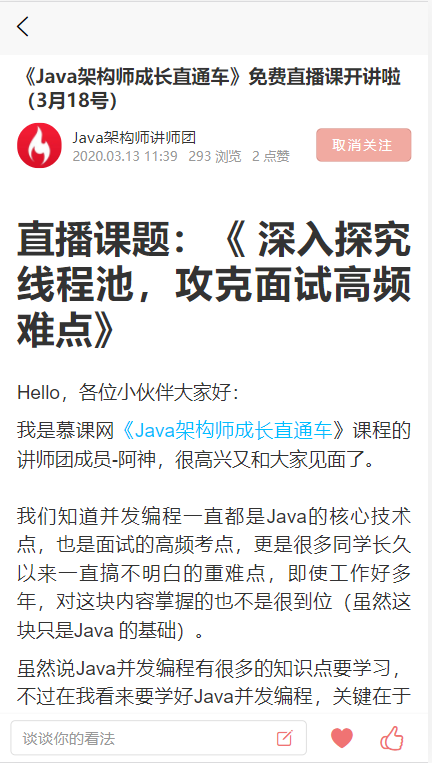 《Java架构师成长直通车》免费直播课开讲啦
（3月18号）
Java架构师讲师团
2020.03.13 11:39 293 浏览 2 点赞
取消关注
直播课题：《 深入探究
线程池，攻克面试高频
难点》
Hello，各位小伙伴大家好：
我是慕课网《Java架构师成长直通车》课程的
讲师团成员-阿神，很高兴又和大家见面了。
我们知道并发编程一直都是Java的核心技术
点，也是面试的高频考点，更是很多同学长久
以来一直搞不明白的重难点，即使工作好多
年，对这块内容掌握的也不是很到位（虽然这
块只是Java 的基础）。
虽然说Java并发编程有很多的知识点要学习，
不过在我看来要学好Java并发编程，关键在于
谈谈你的看法